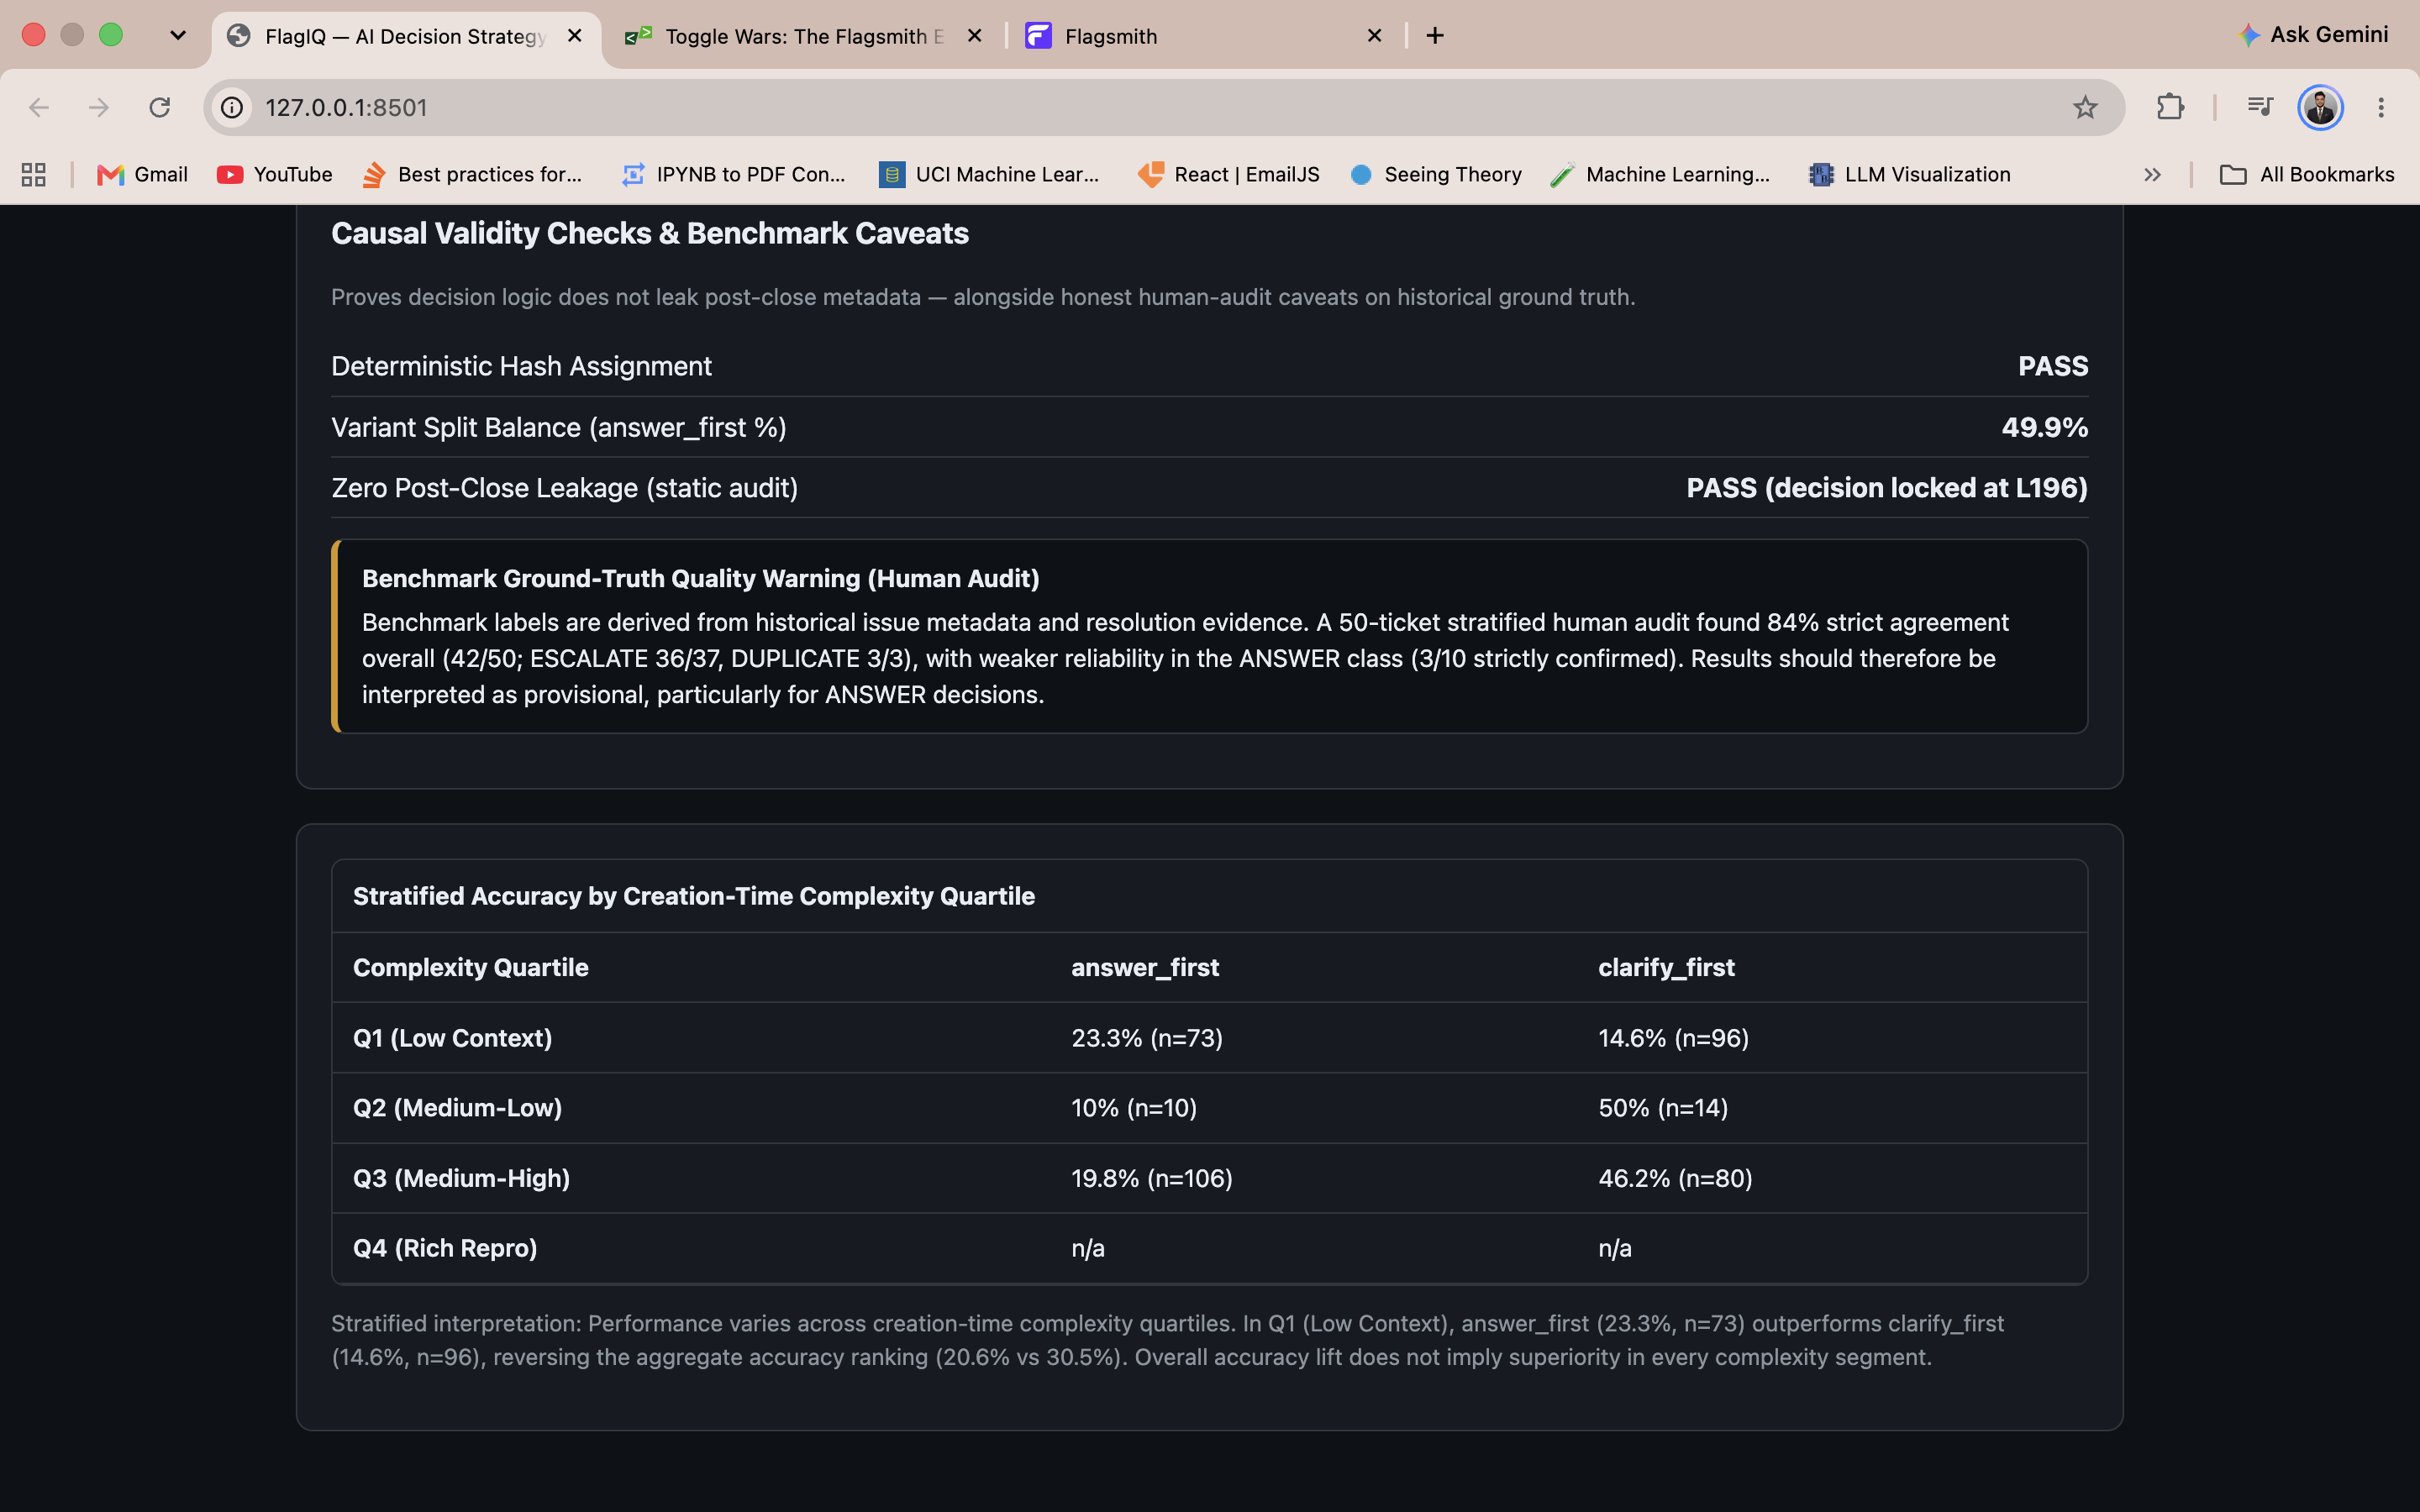 FlagIQ — AI Decision Strategy
Toggle Wars: The Flagsmith E
Flagsmith
Ask Gemini
127.0.0.1:8501
Gmail
YouTube
Best practices for...
IPYNB to PDF Con...
UCI Machine Lear...
React | EmailJS
Seeing Theory
Machine Learning...
LLM Visualization
All Bookmarks
Causal Validity Checks & Benchmark Caveats
Proves decision logic does not leak post-close metadata — alongside honest human-audit caveats on historical ground truth.
Deterministic Hash Assignment PASS
Variant Split Balance (answer_first %) 49.9%
Zero Post-Close Leakage (static audit) PASS (decision locked at L196)
Benchmark Ground-Truth Quality Warning (Human Audit)
Benchmark labels are derived from historical issue metadata and resolution evidence. A 50-ticket stratified human audit found 84% strict agreement
overall (42/50; ESCALATE 36/37, DUPLICATE 3/3), with weaker reliability in the ANSWER class (3/10 strictly confirmed). Results should therefore be
interpreted as provisional, particularly for ANSWER decisions.
Stratified Accuracy by Creation-Time Complexity Quartile
Complexity Quartile answer_first clarify_first
Q1 (Low Context) 23.3% (n=73) 14.6% (n=96)
Q2 (Medium-Low) 10% (n=10) 50% (n=14)
Q3 (Medium-High) 19.8% (n=106) 46.2% (n=80)
Q4 (Rich Repro) n/a n/a
Stratified interpretation: Performance varies across creation-time complexity quartiles. In Q1 (Low Context), answer_first (23.3%, n=73) outperforms clarify_first
(14.6%, n=96), reversing the aggregate accuracy ranking (20.6% vs 30.5%). Overall accuracy lift does not imply superiority in every complexity segment.